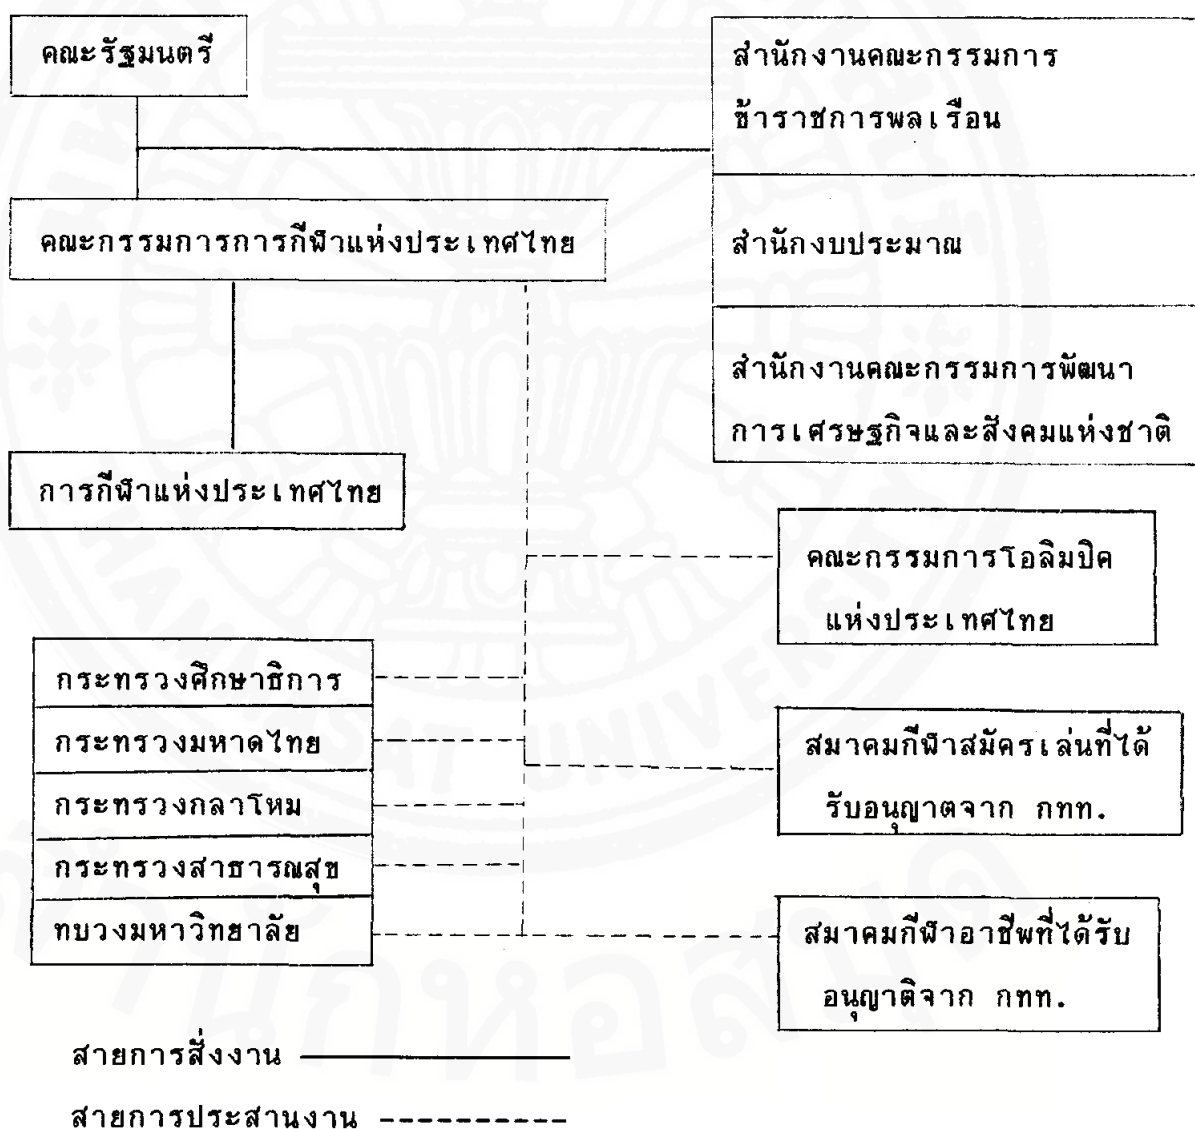 คณะรัฐมนตรี
สำนักงานคณะกรรมการ
ข้าราชการพลเรือน
คณะกรรมการการกีฬาแห่งประเทศไทย
สำนักงบประมาณ
สำนักงานคณะกรรมการพัฒนา
การเศรษฐกิจและสังคมแห่งชาติ
การกีฬาแห่งประเทศไทย
คณะกรรมการโอลิมปิค
แห่งประเทศไทย
กระทรวงศึกษาธิการ
กระทรวงมหาดไทย
กระทรวงกลาโหม
กระทรวงสาธารณสุข
ทบวงมหาวิทยาลัย
สมาคมกีฬาสมัครเล่นที่ได้
รับอนุญาตจาก กทท.
สมาคมกีฬาอาชีพที่ได้รับ
อนุญาติจาก กทท.
สายการสั่งงาน
สายการประสานงาน
THAMMASAT UNIVERSITY
สำนักหอสมุด